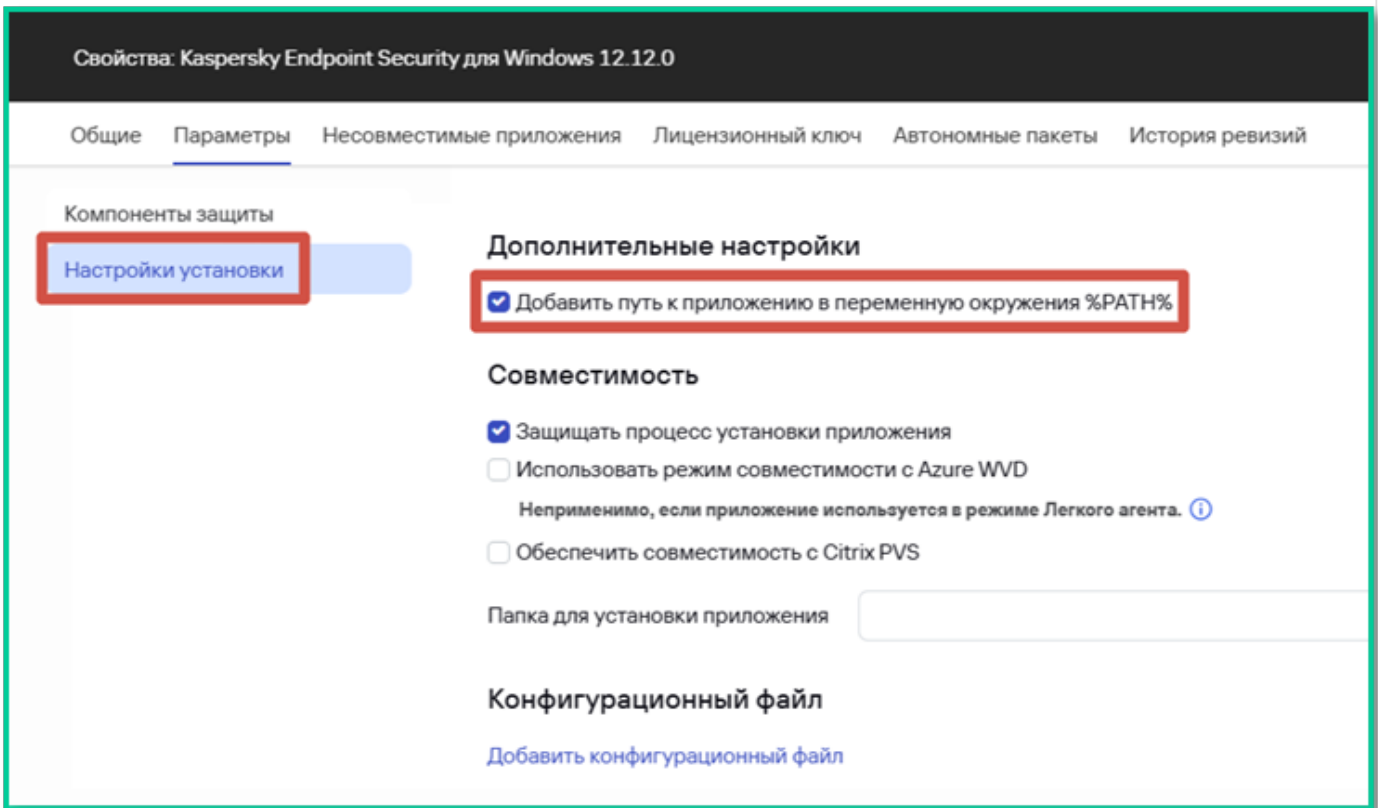 Свойства: Kaspersky Endpoint Security для Windows 12.12.0
Общие Параметры Несовместимые приложения Лицензионный ключ Автономные пакеты История ревизий
Компоненты защиты
Настройки установки
Дополнительные настройки
Добавить путь к приложению в переменную окружения %PATH%
Совместимость
Защищать процесс установки приложения
Использовать режим совместимости с Azure WVD
Неприменимо, если приложение используется в режиме Легкого агента.
Обеспечить совместимость с Citrix PVS
Папка для установки приложения
Конфигурационный файл
Добавить конфигурационный файл